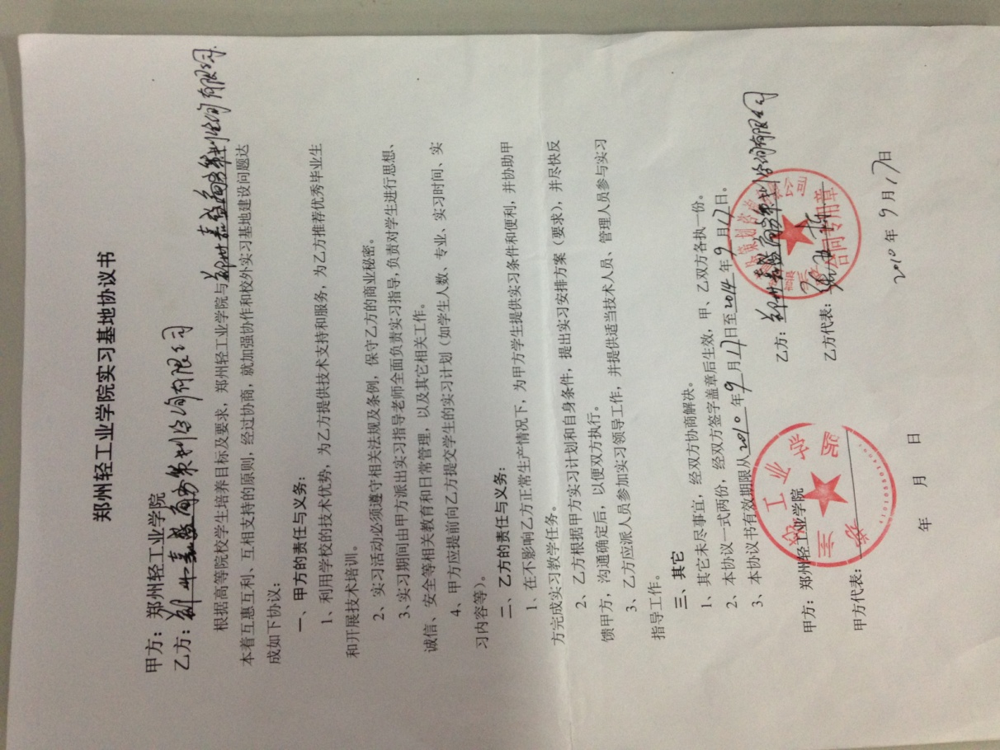 郑州轻工业学院实习基地协议书
甲方：郑州轻工业学院
乙方：郑州嘉盛商务策划咨询有限公司
根据高等院校学生培养目标及要求，郑州轻工业学院与郑州嘉盛商务策划咨询有限公司
本着互惠互利、互相支持的原则，经过协商，就加强协作和校外实习基地建设问题达
成如下协议：
一、甲方的责任与义务：
1、利用学校的技术优势，为乙方提供技术支持和服务，为乙方推荐优秀毕业生
和开展技术培训。
2、实习活动必须遵守相关法规及条例，保守乙方的商业秘密。
3、实习期间由甲方派出实习指导老师全面负责实习指导，负责对学生进行思想、
诚信、安全等相关教育和日常管理，以及其它相关工作。
4、甲方应提前向乙方提交学生的实习计划（如学生人数、专业、实习时间、实
习内容等）。
二、乙方的责任与义务：
1、在不影响乙方正常生产情况下，为甲方学生提供实习条件和便利，并协助甲
方完成实习教学任务。
2、乙方根据甲方实习计划和自身条件，提出实习安排方案（要求），并尽快反
馈甲方，沟通确定后，以便双方执行。
3、乙方应派人员参加实习领导工作，并提供适当技术人员、管理人员参与实习
指导工作。
三、其它
1、其它未尽事宜，经双方协商解决。
2、本协议一式两份，经双方签字盖章后生效，甲、乙双方各执一份。
3、本协议书有效期限从2010年9月17日至2014年9月17日。
甲方：郑州轻工业学院 乙方：郑州嘉盛商务策划咨询有限公司
甲方代表： 乙方代表：
年 月 日 2010年9月17日
合同专用章